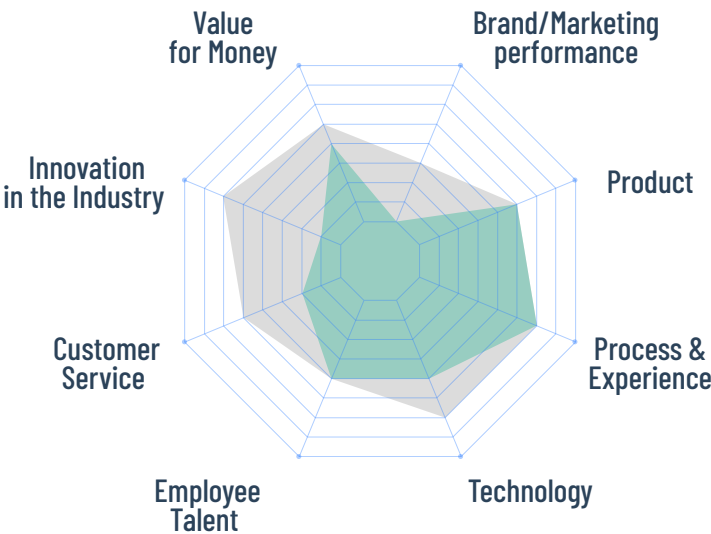 Value
for Money
Brand/Marketing
performance
Innovation
in the Industry
Product
Customer
Service
Process &
Experience
Employee
Talent
Technology